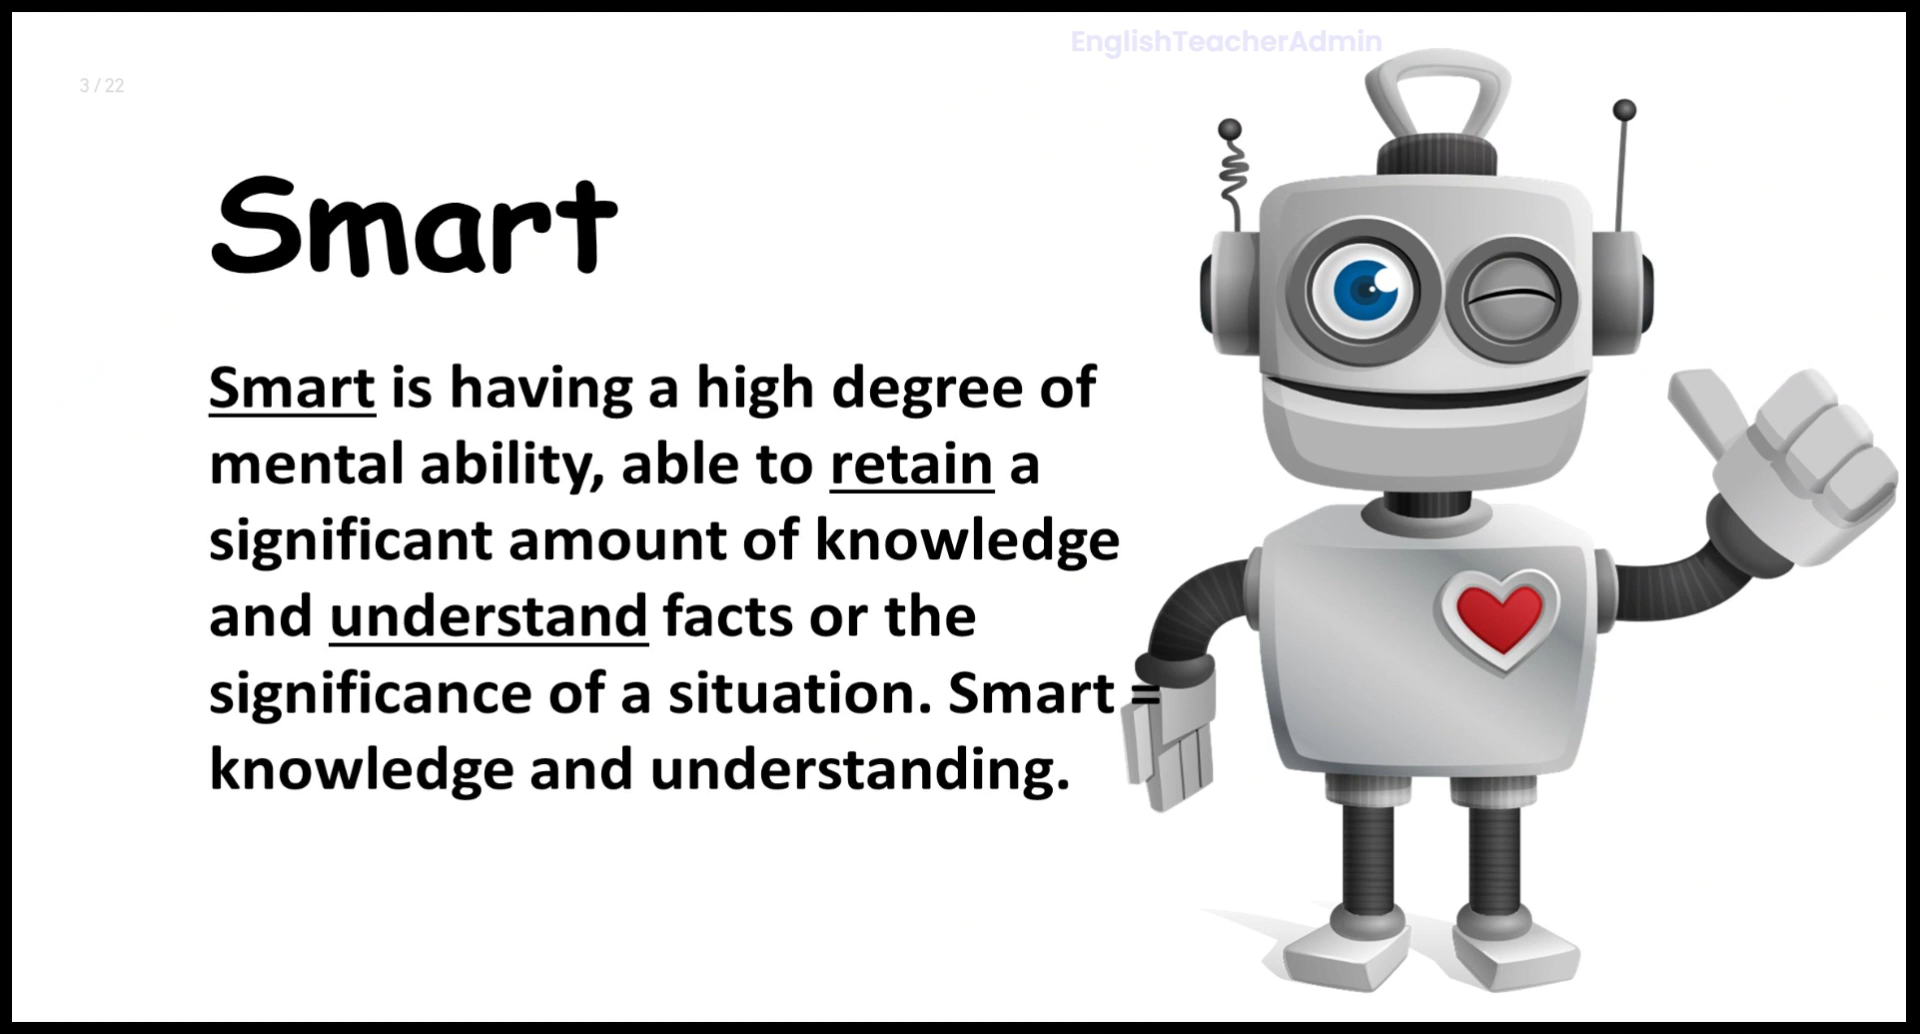 EnglishTeacherAdmin
3 / 22
Smart
Smart is having a high degree of
mental ability, able to retain a
significant amount of knowledge
and understand facts or the
significance of a situation. Smart =
knowledge and understanding.